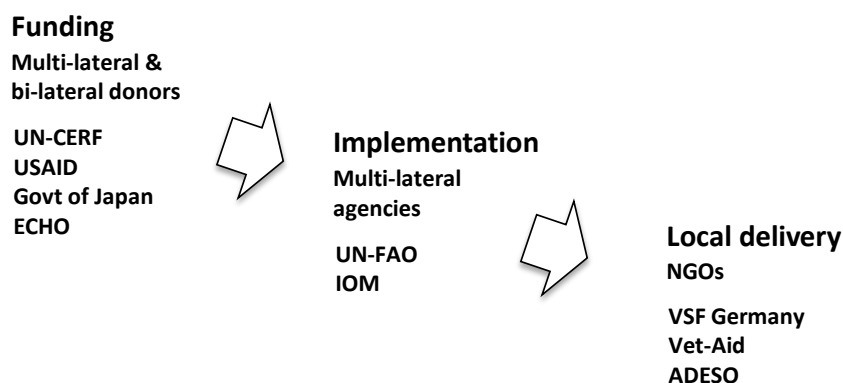 Funding
Multi-lateral &
bi-lateral donors
UN-CERF
USAID
Govt of Japan
ECHO
Implementation
Multi-lateral
agencies
UN-FAO
IOM
Local delivery
NGOs
VSF Germany
Vet-Aid
ADESO